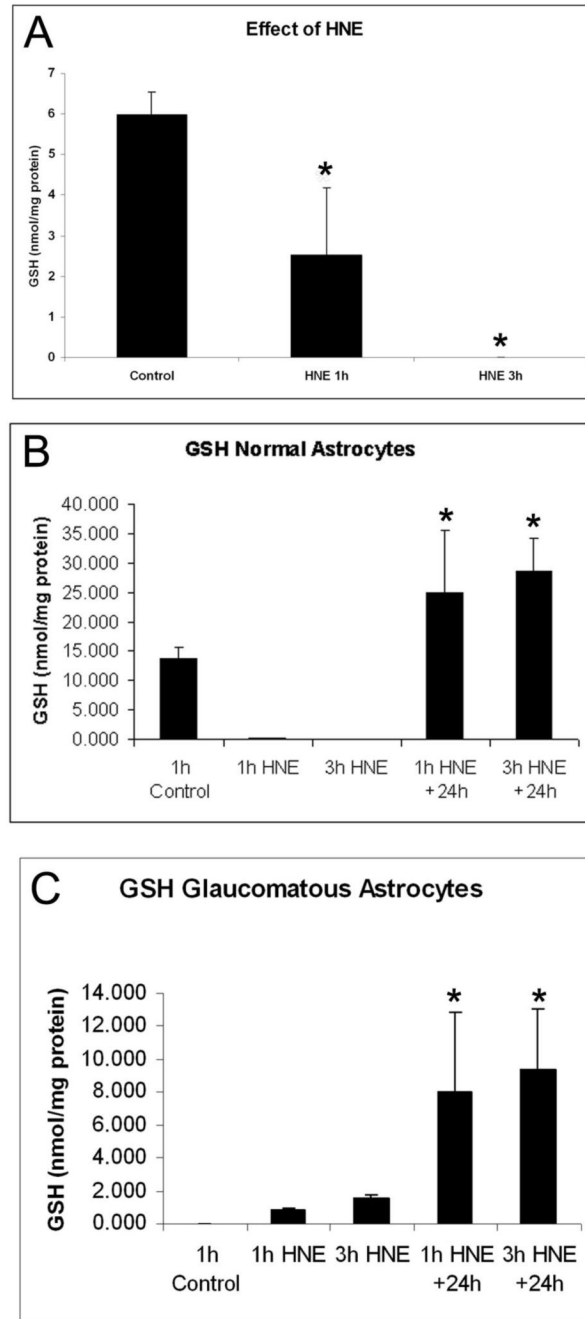 A
Effect of HNE
7
6
5
4
3
2
1
0
GSH (nmol/mg protein)
*
*
Control HNE 1h HNE 3h
B
GSH Normal Astrocytes
40.000
35.000
30.000
25.000
20.000
15.000
10.000
5.000
0.000
GSH (nmol/mg protein)
* *
1h 1h HNE 3h HNE 1h HNE 3h HNE
Control +24h +24h
C
GSH Glaucomatous Astrocytes
14.000
12.000
10.000
8.000
6.000
4.000
2.000
0.000
GSH (nmol/mg protein)
* *
1h 1h HNE 3h HNE 1h HNE 3h HNE
Control +24h +24h